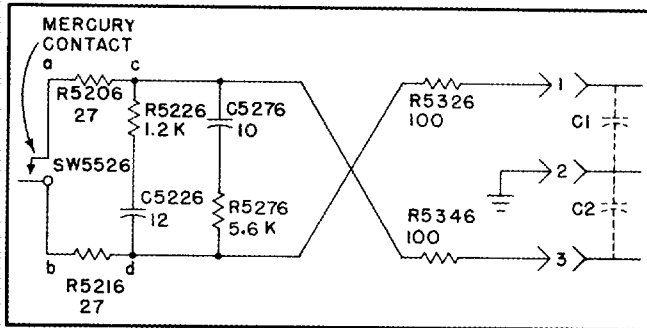 MERCURY
CONTACT
a
c
R5206
27
R5226
1.2 K
C5276
10
R5326
100
1
C1
SW5526
2
C5226
12
R5276
5.6 K
C2
R5346
100
3
b
d
R5216
27